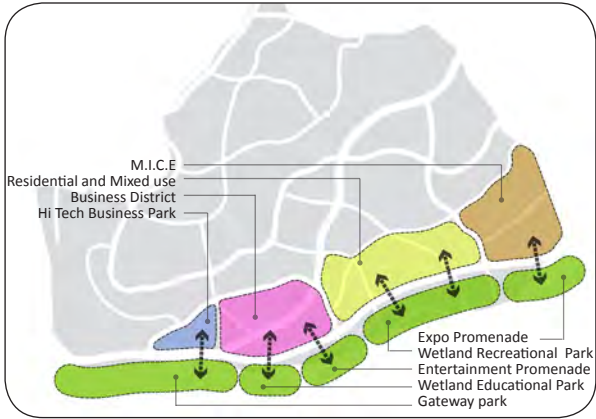 M.I.C.E
Residential and Mixed use
Business District
Hi Tech Business Park
Expo Promenade
Wetland Recreational Park
Entertainment Promenade
Wetland Educational Park
Gateway park